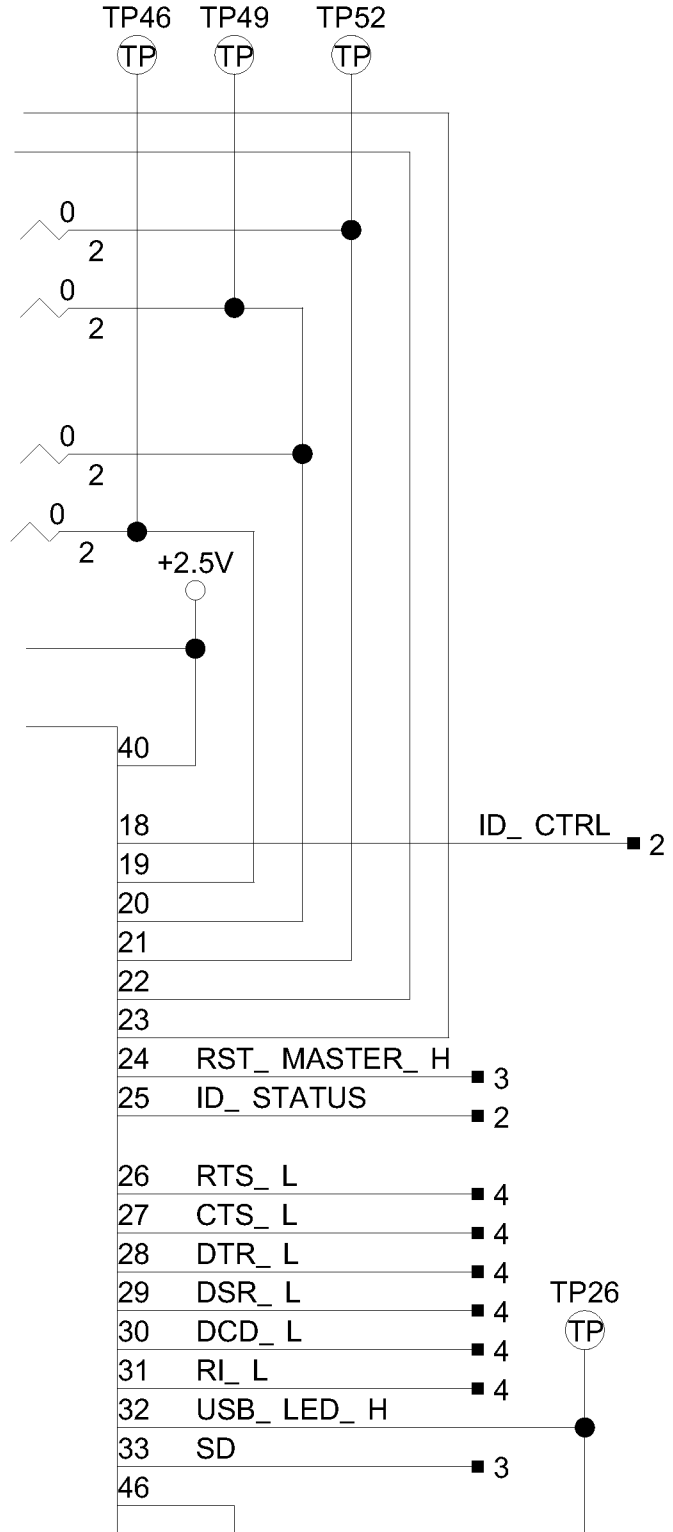 TP46 TP49 TP52
TP TP TP
0
2
0
2
0
2
0
2
+2.5V
40
18 ID_ CTRL 2
19
20
21
22
23
24 RST_ MASTER_ H 3
25 ID_ STATUS 2
26 RTS_ L 4
27 CTS_ L 4
28 DTR_ L 4
29 DSR_ L 4
TP26
30 DCD_ L 4
TP
31 RI_ L 4
32 USB_ LED_ H
33 SD 3
46